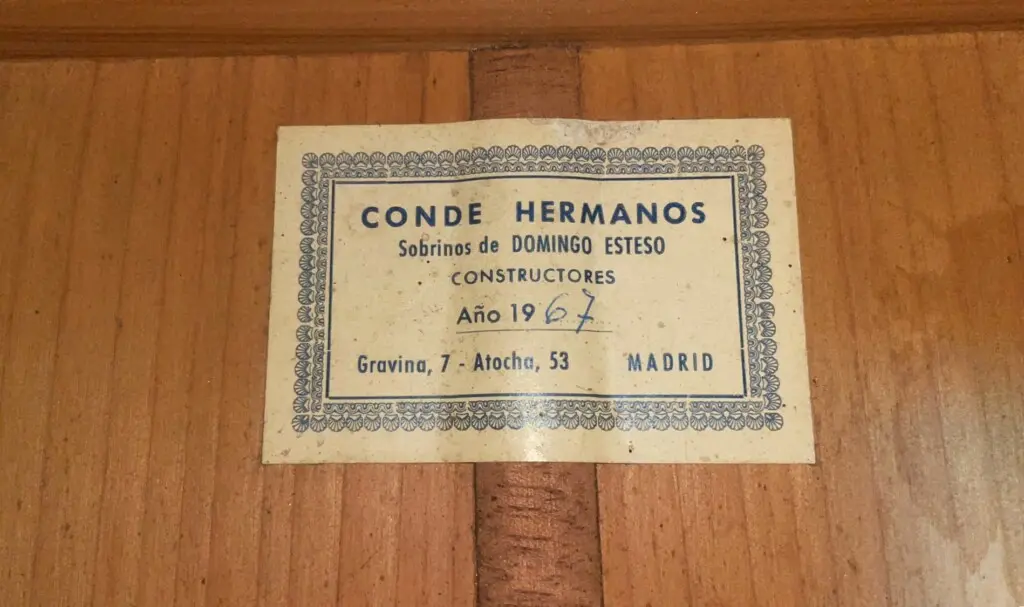 CONDE HERMANOS
Sobrinos de DOMINGO ESTESO
CONSTRUCTORES
Año 1967
Gravina, 7 - Atocha, 53 MADRID